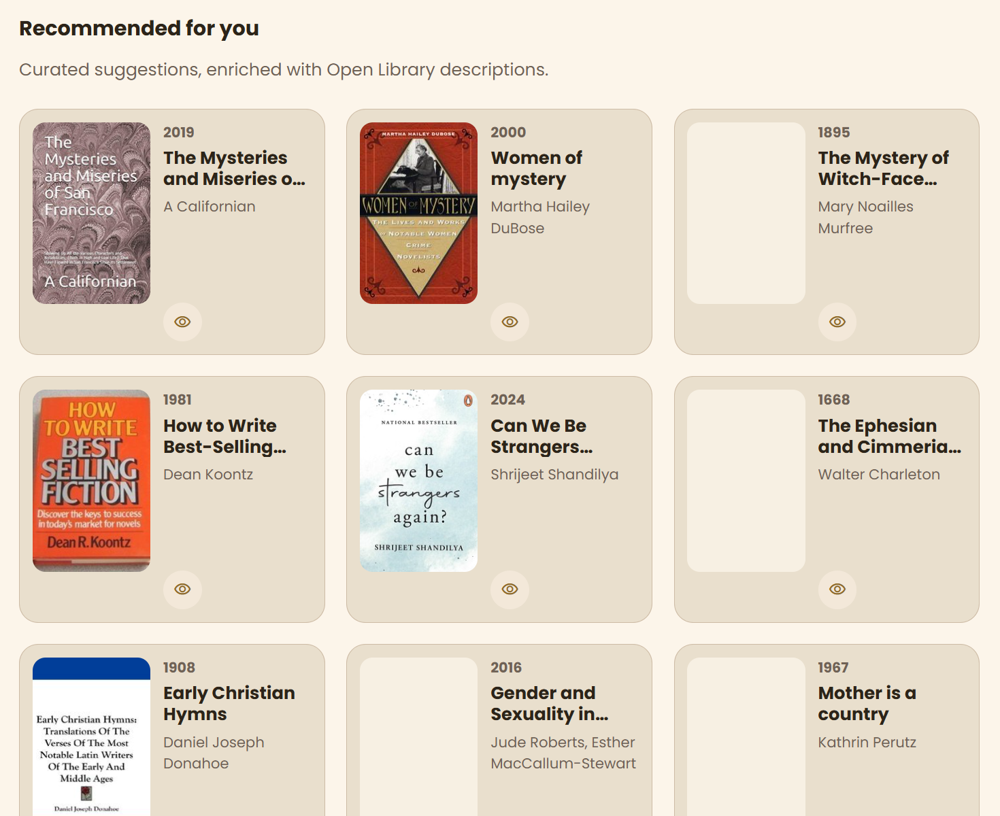 Recommended for you
Curated suggestions, enriched with Open Library descriptions.
The
Mysteries
and Miseries
of San
Francisco
A Californian
2019
The Mysteries
and Miseries o...
A Californian
MARTHA HAILEY DUBOSE
WOMEN OF MYSTERY
THE LIVES AND WORKS
OF NOTABLE WOMEN
CRIME
NOVELISTS
2000
Women of
mystery
Martha Hailey
DuBose
1895
The Mystery of
Witch-Face...
Mary Noailles
Murfree
HOW
TO WRITE
BEST
SELLING
FICTION
Discover the keys to success
in today's market for novels
Dean R. Koontz
1981
How to Write
Best-Selling...
Dean Koontz
NATIONAL BESTSELLER
can
we be
strangers
again?
SHRIJEET SHANDILYA
2024
Can We Be
Strangers...
Shrijeet Shandilya
1668
The Ephesian
and Cimmeria...
Walter Charleton
Early Christian Hymns:
Translations Of The
Verses Of The Most
Notable Latin Writers
Of The Early And
Middle Ages
Daniel Joseph Donahoe
1908
Early Christian
Hymns
Daniel Joseph
Donahoe
2016
Gender and
Sexuality in...
Jude Roberts, Esther
MacCallum-Stewart
1967
Mother is a
country
Kathrin Perutz